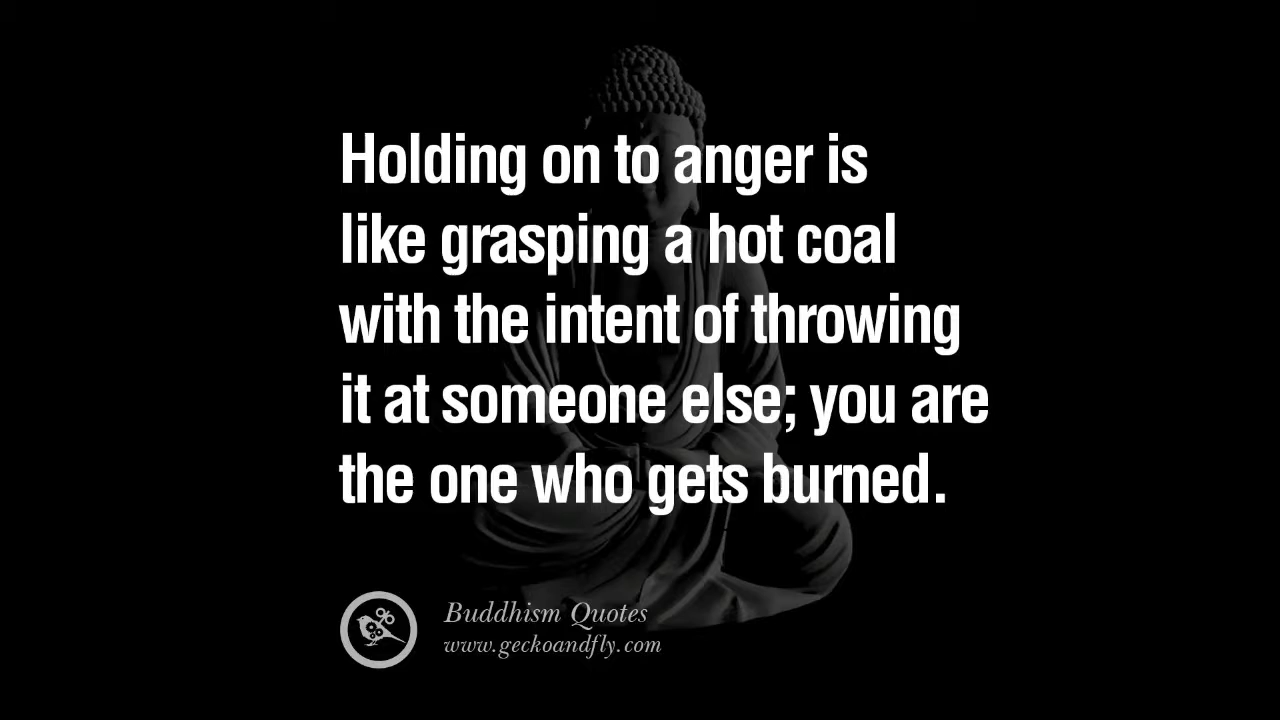 Holding on to anger is
like grasping a hot coal
with the intent of throwing
it at someone else; you are
the one who gets burned.
Buddhism Quotes
www.geckoandfly.com